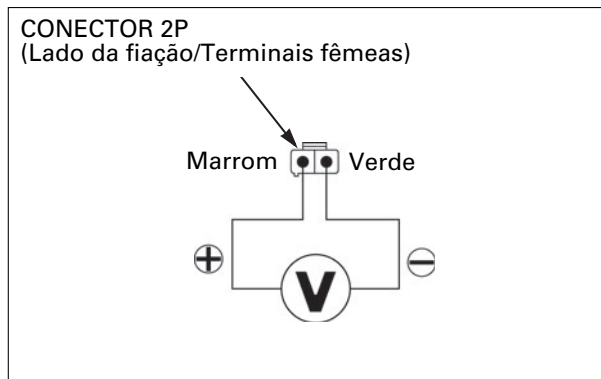 CONECTOR 2P
(Lado da fiação/Terminais fêmeas)
Marrom
Verde
+
V
−